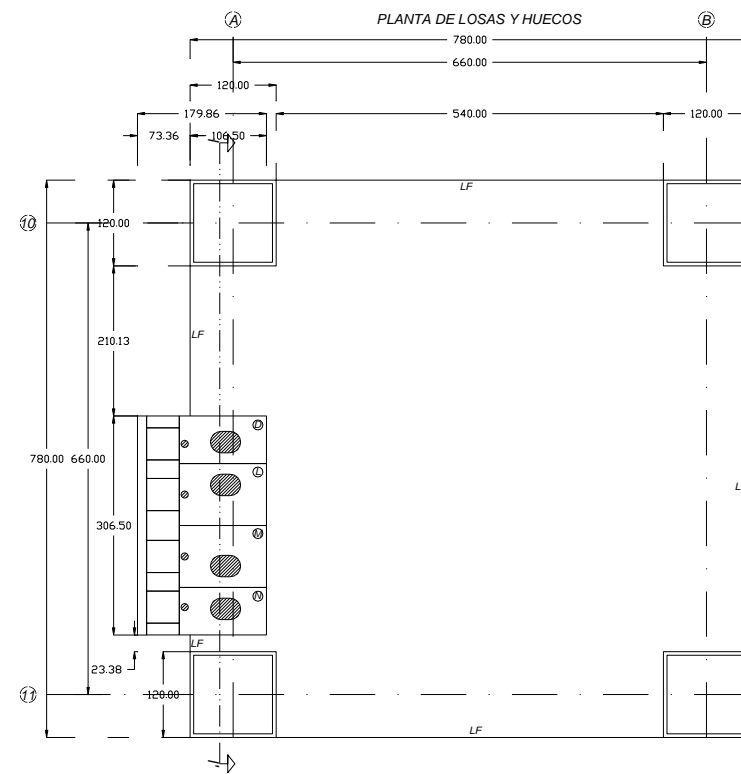 A
PLANTA DE LOSAS Y HUECOS
B
780.00
660.00
120.00
179.86
540.00
120.00
73.36
106.50
LF
10
120.00
LF
210.13
D
780.00
660.00
L
L
306.50
M
N
LF
23.38
11
120.00
LF